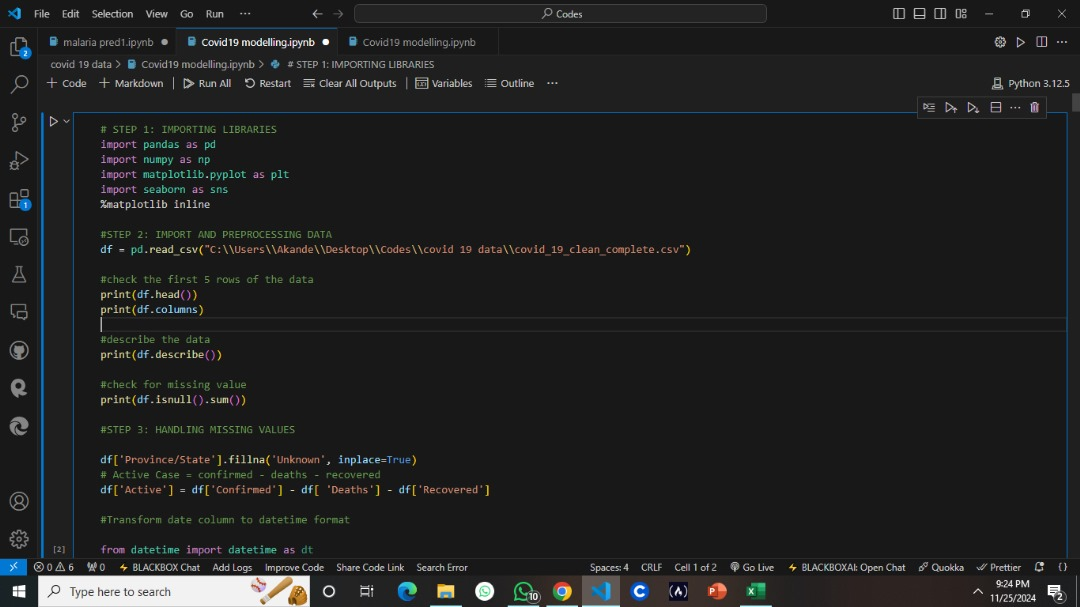 File Edit Selection View Go Run ··· Codes
malaria pred1.ipynb Covid19 modelling.ipynb Covid19 modelling.ipynb
covid 19 data > Covid19 modelling.ipynb > # STEP 1: IMPORTING LIBRARIES
+ Code + Markdown Run All Restart Clear All Outputs Variables Outline ··· Python 3.12.5
# STEP 1: IMPORTING LIBRARIES
import pandas as pd
import numpy as np
import matplotlib.pyplot as plt
import seaborn as sns
%matplotlib inline
#STEP 2: IMPORT AND PREPROCESSING DATA
df = pd.read_csv("C:\\Users\\Akande\\Desktop\\Codes\\covid 19 data\\covid_19_clean_complete.csv")
#check the first 5 rows of the data
print(df.head())
print(df.columns)
#describe the data
print(df.describe())
#check for missing value
print(df.isnull().sum())
#STEP 3: HANDLING MISSING VALUES
df['Province/State'].fillna('Unknown', inplace=True)
# Active Case = confirmed - deaths - recovered
df['Active'] = df['Confirmed'] - df[ 'Deaths'] - df['Recovered']
#Transform date column to datetime format
[2] from datetime import datetime as dt
0 6 0 BLACKBOX Chat Add Logs Improve Code Share Code Link Search Error Spaces: 4 CRLF Cell 1 of 2 Go Live BLACKBOXAI: Open Chat Quokka Prettier {}
Type here to search 10 9:24 PM
11/25/2024 2